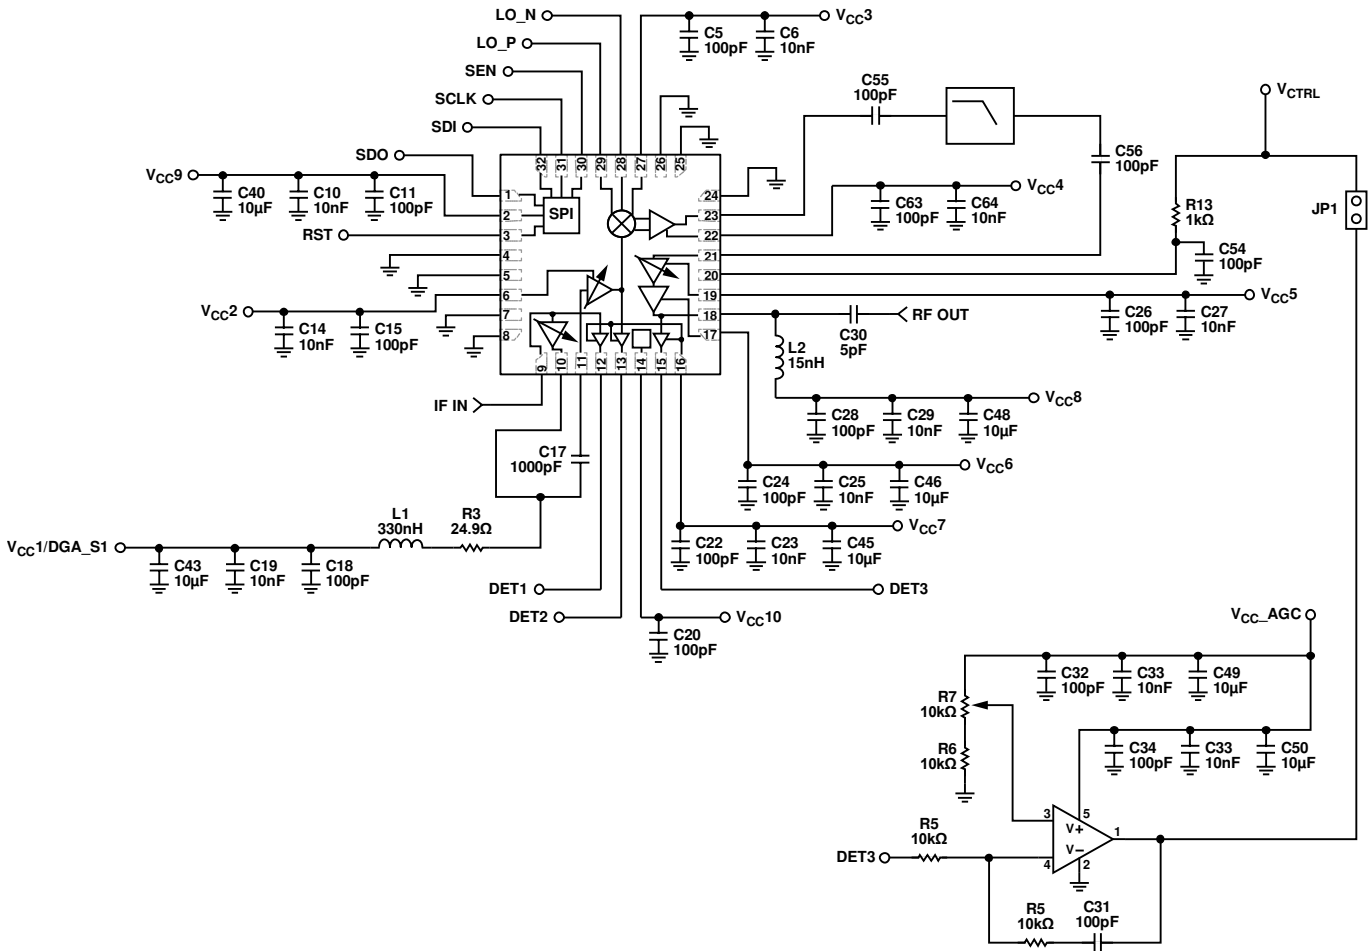 LO_N
C5
100pF
C6
10nF
VCC3
LO_P
SEN
SCLK
SDI
SDO
C55
100pF
VCTRL
C56
100pF
VCC9
C40
10µF
C10
10nF
C11
100pF
RST
32
31
30
29
28
27
26
25
1
2
3
4
5
6
7
8
SPI
24
23
22
21
20
19
18
17
9
10
11
12
13
14
15
16
C63
100pF
C64
10nF
VCC4
R13
1kΩ
JP1
C54
100pF
VCC2
C14
10nF
C15
100pF
C26
100pF
C27
10nF
VCC5
C30
5pF
RF OUT
L2
15nH
IF IN
C28
100pF
C29
10nF
C48
10µF
VCC8
C17
1000pF
C24
100pF
C25
10nF
C46
10µF
VCC6
VCC1/DGA_S1
C43
10µF
C19
10nF
C18
100pF
L1
330nH
R3
24.9Ω
C22
100pF
C23
10nF
C45
10µF
VCC7
DET1
DET3
DET2
VCC10
C20
100pF
VCC_AGC
C32
100pF
C33
10nF
C49
10µF
R7
10kΩ
R6
10kΩ
C34
100pF
C33
10nF
C50
10µF
3
5
V+
1
V–
4
2
R5
10kΩ
DET3
R5
10kΩ
C31
100pF